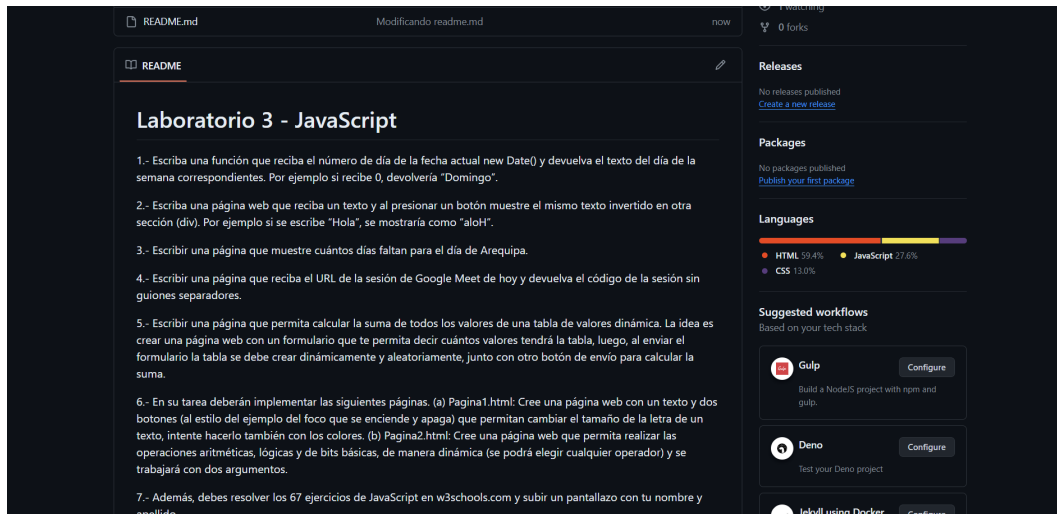 README.md Modificando readme.md now
README
Laboratorio 3 - JavaScript
1.- Escriba una función que reciba el número de día de la fecha actual new Date() y devuelva el texto del día de la
semana correspondientes. Por ejemplo si recibe 0, devolvería "Domingo".
2.- Escriba una página web que reciba un texto y al presionar un botón muestre el mismo texto invertido en otra
sección (div). Por ejemplo si se escribe "Hola", se mostraría como "aloH".
3.- Escribir una página que muestre cuántos días faltan para el día de Arequipa.
4.- Escribir una página que reciba el URL de la sesión de Google Meet de hoy y devuelva el código de la sesión sin
guiones separadores.
5.- Escribir una página que permita calcular la suma de todos los valores de una tabla de valores dinámica. La idea es
crear una página web con un formulario que te permita decir cuántos valores tendrá la tabla, luego, al enviar el
formulario la tabla se debe crear dinámicamente y aleatoriamente, junto con otro botón de envío para calcular la
suma.
6.- En su tarea deberán implementar las siguientes páginas. (a) Pagina1.html: Cree una página web con un texto y dos
botones (al estilo del ejemplo del foco que se enciende y apaga) que permitan cambiar el tamaño de la letra de un
texto, intente hacerlo también con los colores. (b) Pagina2.html: Cree una página web que permita realizar las
operaciones aritméticas, lógicas y de bits básicas, de manera dinámica (se podrá elegir cualquier operador) y se
trabajará con dos argumentos.
7.- Además, debes resolver los 67 ejercicios de JavaScript en w3schools.com y subir un pantallazo con tu nombre y
apellido
1 watching
0 forks
Releases
No releases published
Create a new release
Packages
No packages published
Publish your first package
Languages
HTML 59.4% JavaScript 27.6%
CSS 13.0%
Suggested workflows
Based on your tech stack
Gulp
Gulp Configure
Build a NodeJS project with npm and
gulp.
Deno Configure
Test your Deno project
Jekyll using Docker Configure